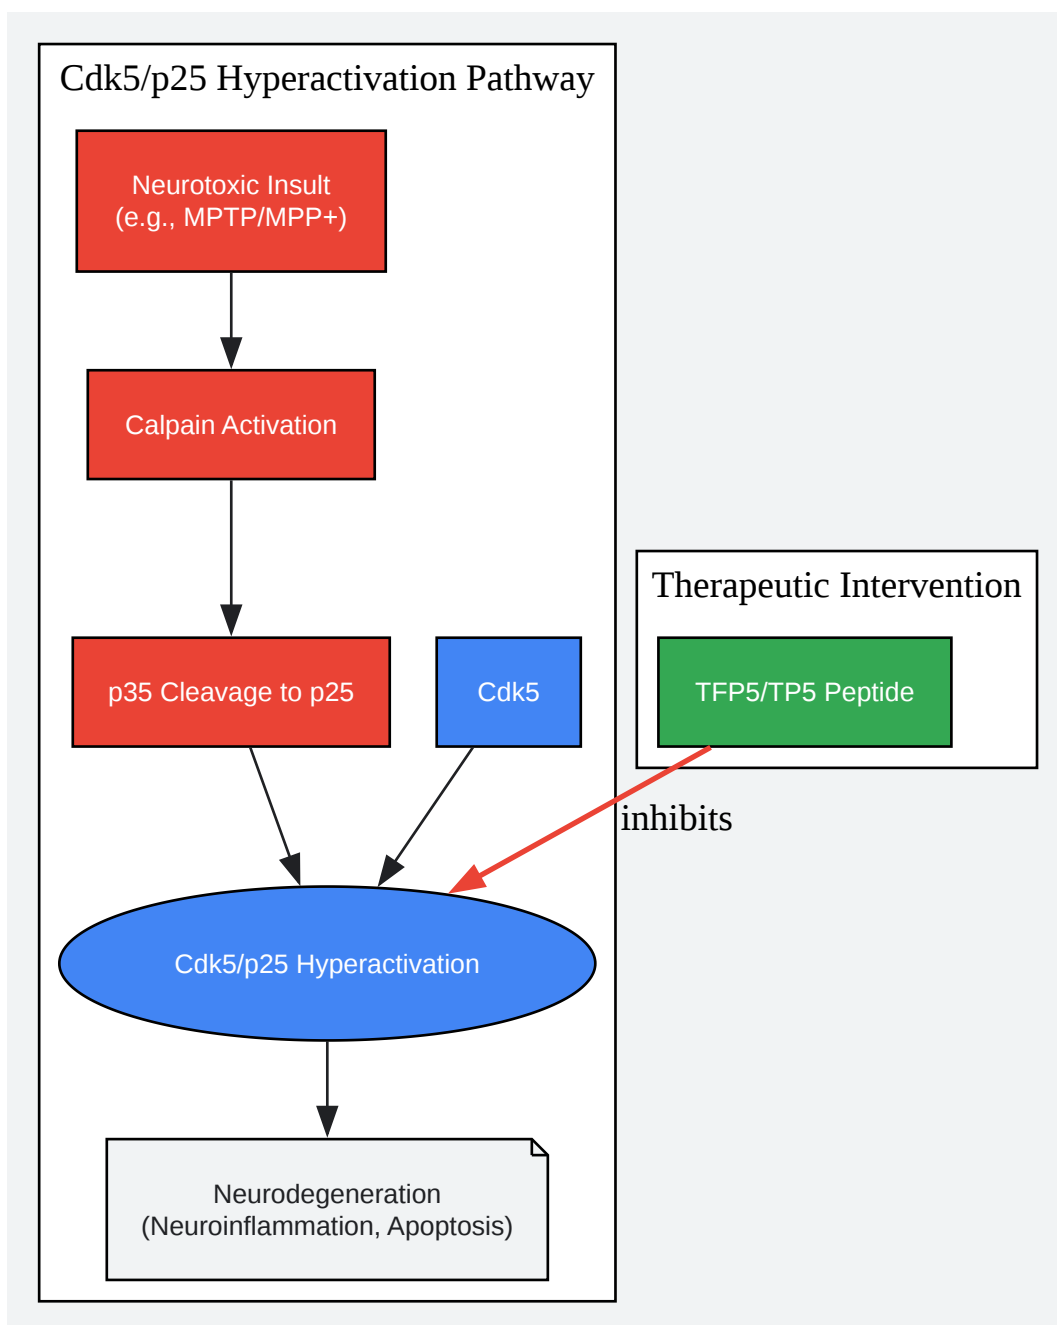 Cdk5/p25 Hyperactivation Pathway
Neurotoxic Insult
(e.g., MPTP/MPP+)
Calpain Activation
p35 Cleavage to p25
Cdk5
Therapeutic Intervention
TFP5/TP5 Peptide
inhibits
Cdk5/p25 Hyperactivation
Neurodegeneration
(Neuroinflammation, Apoptosis)